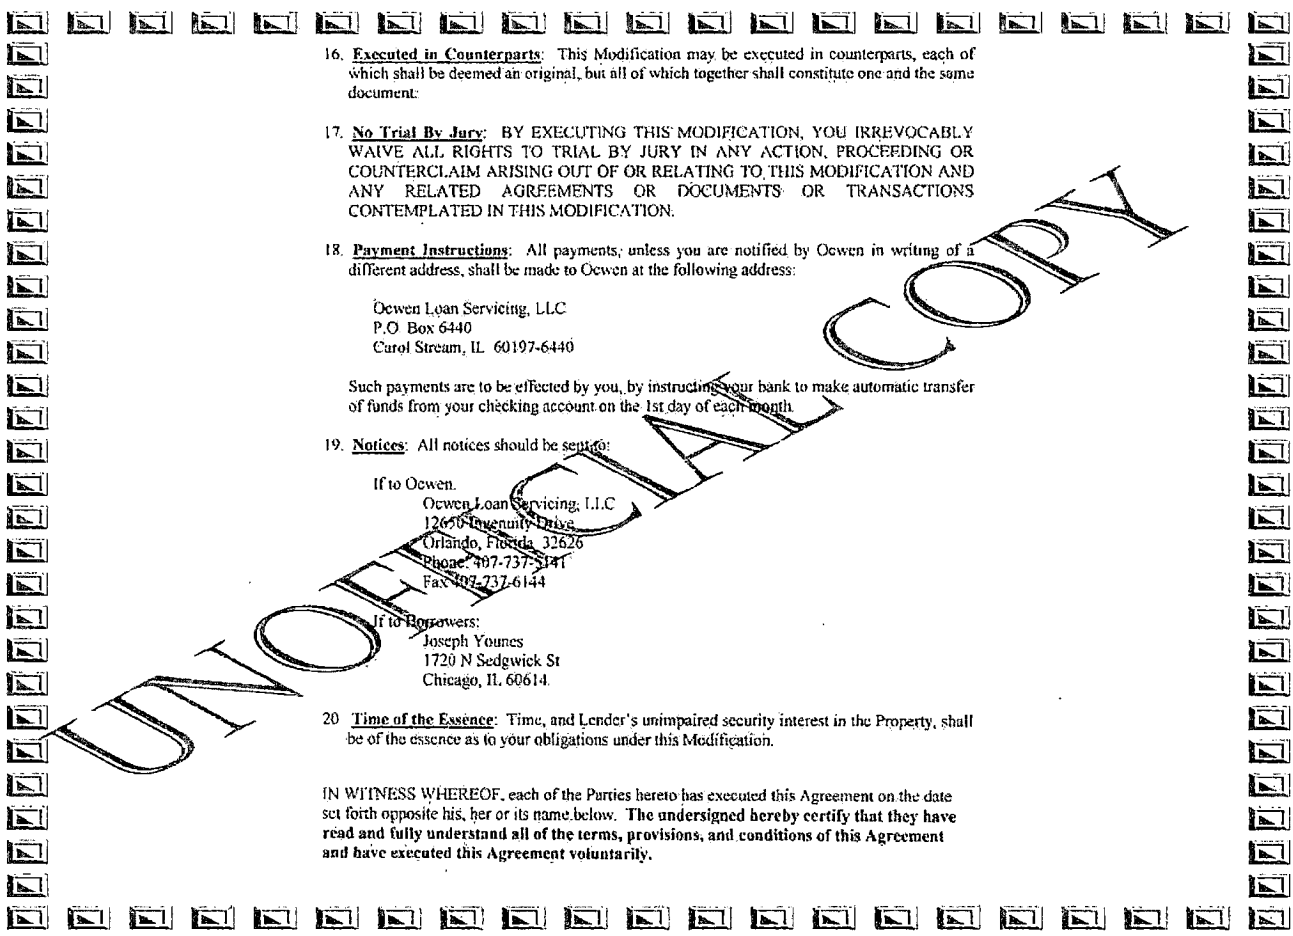 16. Executed in Counterparts: This Modification may be executed in counterparts, each of
which shall be deemed an original, but all of which together shall constitute one and the same
document.
17. No Trial By Jury: BY EXECUTING THIS MODIFICATION, YOU IRREVOCABLY
WAIVE ALL RIGHTS TO TRIAL BY JURY IN ANY ACTION, PROCEEDING OR
COUNTERCLAIM ARISING OUT OF OR RELATING TO THIS MODIFICATION AND
ANY RELATED AGREEMENTS OR DOCUMENTS OR TRANSACTIONS
CONTEMPLATED IN THIS MODIFICATION.
18. Payment Instructions: All payments, unless you are notified by Ocwen in writing of a
different address, shall be made to Ocwen at the following address:
Ocwen Loan Servicing, LLC
P.O Box 6440
Carol Stream, IL 60197-6440
Such payments are to be effected by you, by instructing your bank to make automatic transfer
of funds from your checking account on the 1st day of each month.
19. Notices: All notices should be sent to:
If to Ocwen.
Ocwen Loan Servicing, LLC
12650 Ingenuity Drive
Orlando, Florida 32626
Phone: 407-737-5141
Fax 407-737-6144
If to Borrowers:
Joseph Younes
1720 N Sedgwick St
Chicago, IL 60614
20 Time of the Essence: Time, and Lender's unimpaired security interest in the Property, shall
be of the essence as to your obligations under this Modification.
IN WITNESS WHEREOF, each of the Parties hereto has executed this Agreement on the date
set forth opposite his, her or its name below. The undersigned hereby certify that they have
read and fully understand all of the terms, provisions, and conditions of this Agreement
and have executed this Agreement voluntarily.
UNOFFICIAL COPY